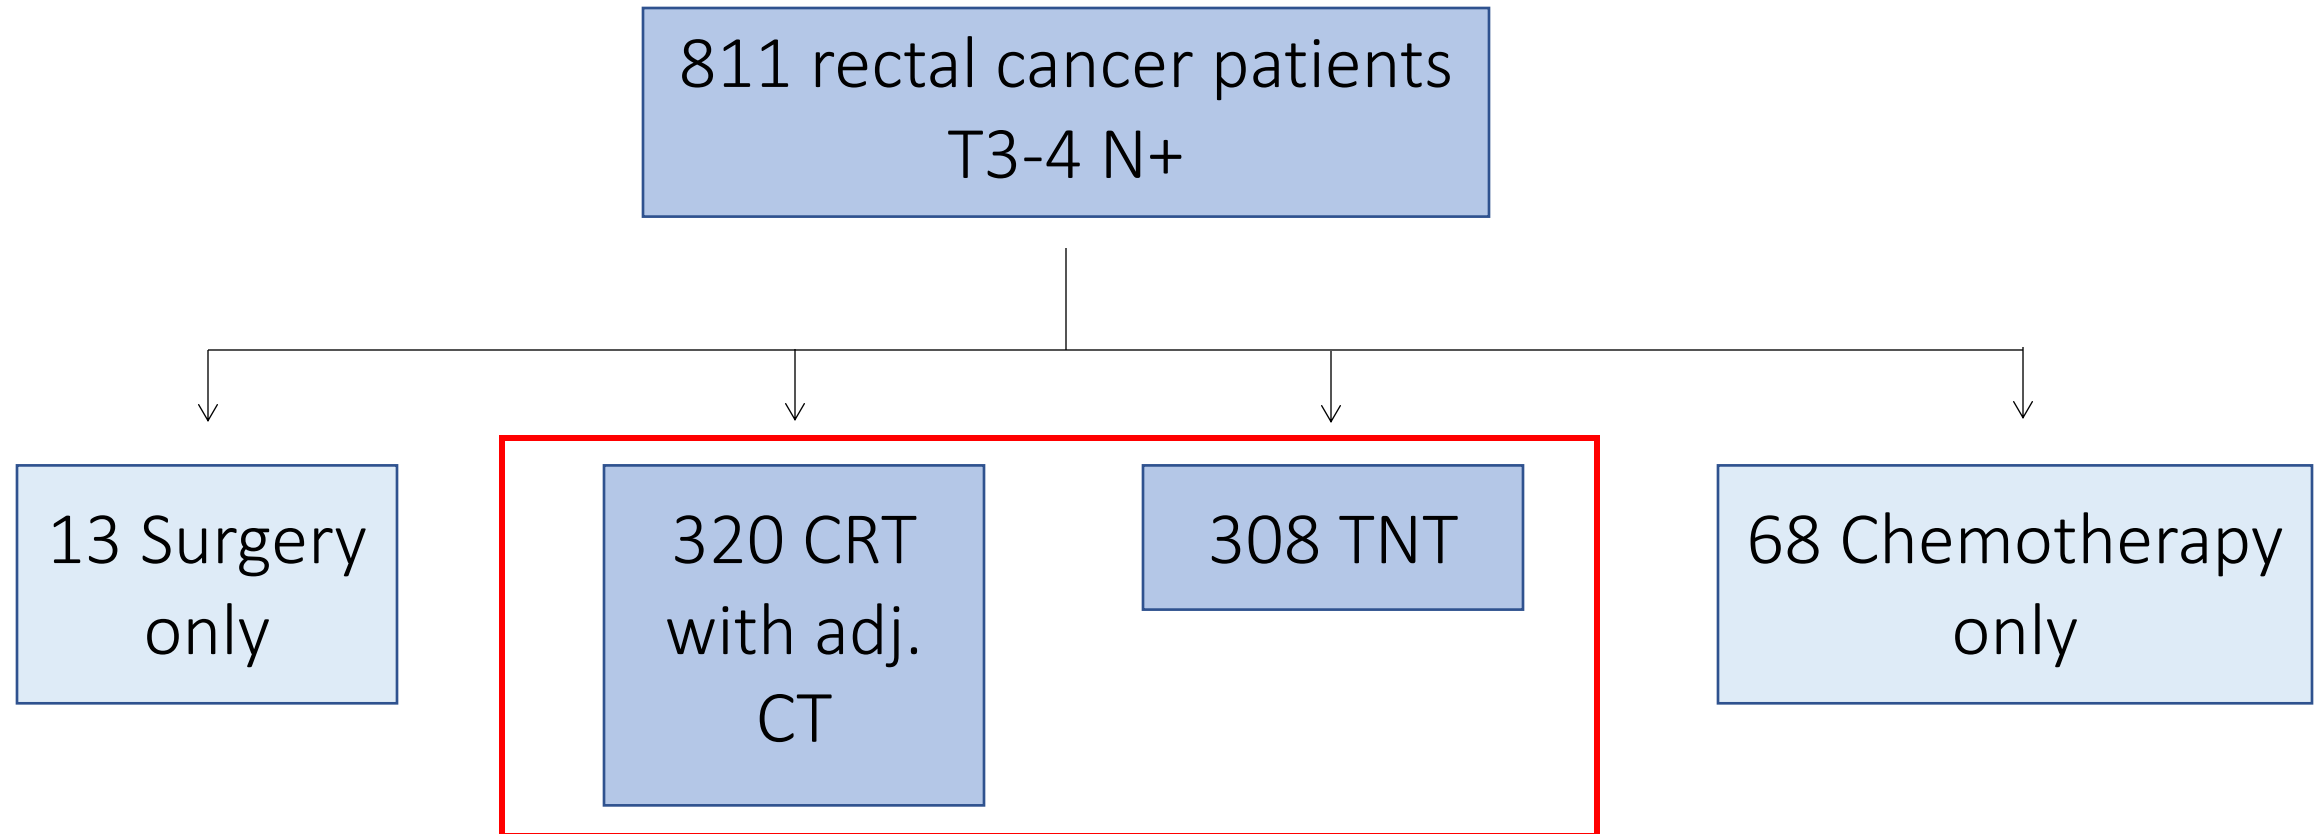 811 rectal cancer patients
T3-4 N+
13 Surgery
only
320 CRT
with adj.
CT
308 TNT
68 Chemotherapy
only